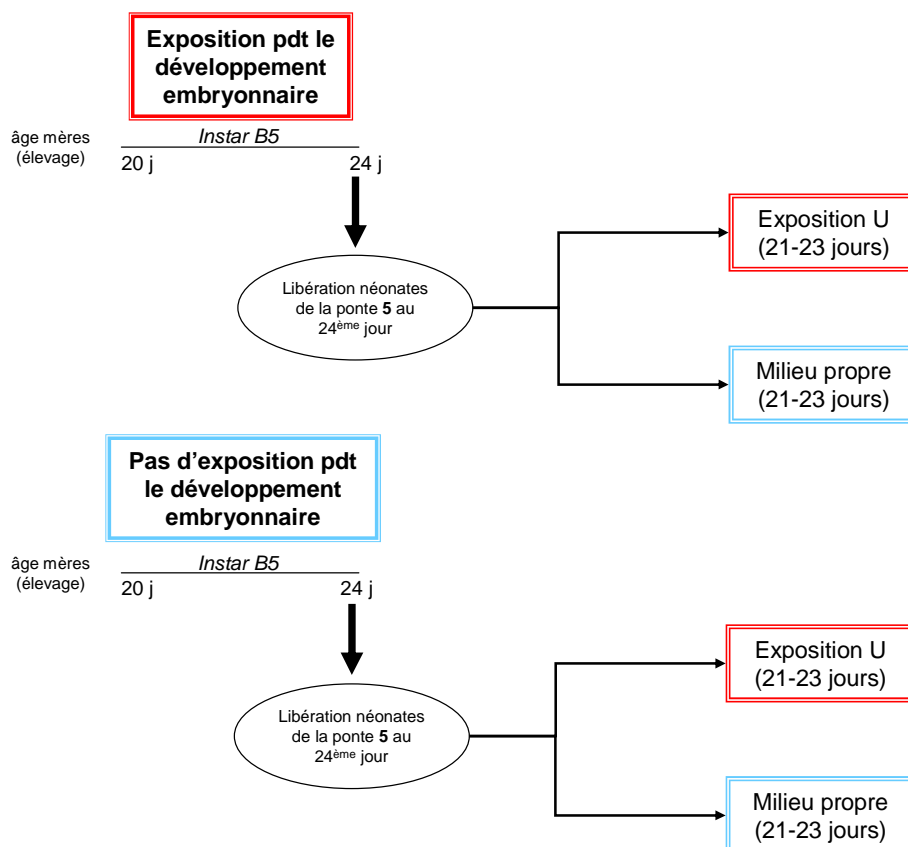 Exposition pdt le
développement
embryonnaire
âge mères
(élevage)
Instar B5
20 j
24 j
Libération néonates
de la ponte 5 au
24ème jour
Exposition U
(21-23 jours)
Milieu propre
(21-23 jours)
Pas d’exposition pdt
le développement
embryonnaire
âge mères
(élevage)
Instar B5
20 j
24 j
Libération néonates
de la ponte 5 au
24ème jour
Exposition U
(21-23 jours)
Milieu propre
(21-23 jours)